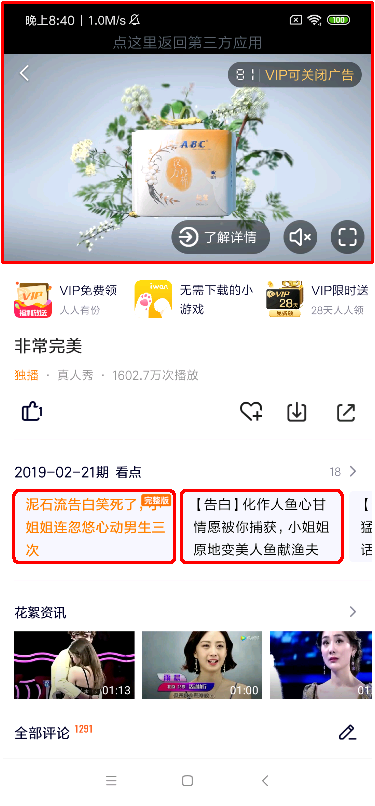 晚上8:40 | 1.0M/s
100
点这里返回第三方应用
81 | VIP可关闭广告
ABC
了解详情
VIP
VIP免费领
人人有份
iwan
无需下载的小
游戏
VIP
28天
VIP限时送
28天人人领
非常完美
独播 · 真人秀 · 1602.7万次播放
2019-02-21期 看点
18
完整版
泥石流告白笑死了，小
姐姐连忽悠心动男生三
次
【告白】化作人鱼心甘
情愿被你捕获，小姐姐
原地变美人鱼献渔夫
猛
花絮资讯
01:13
01:00
全部评论 1291